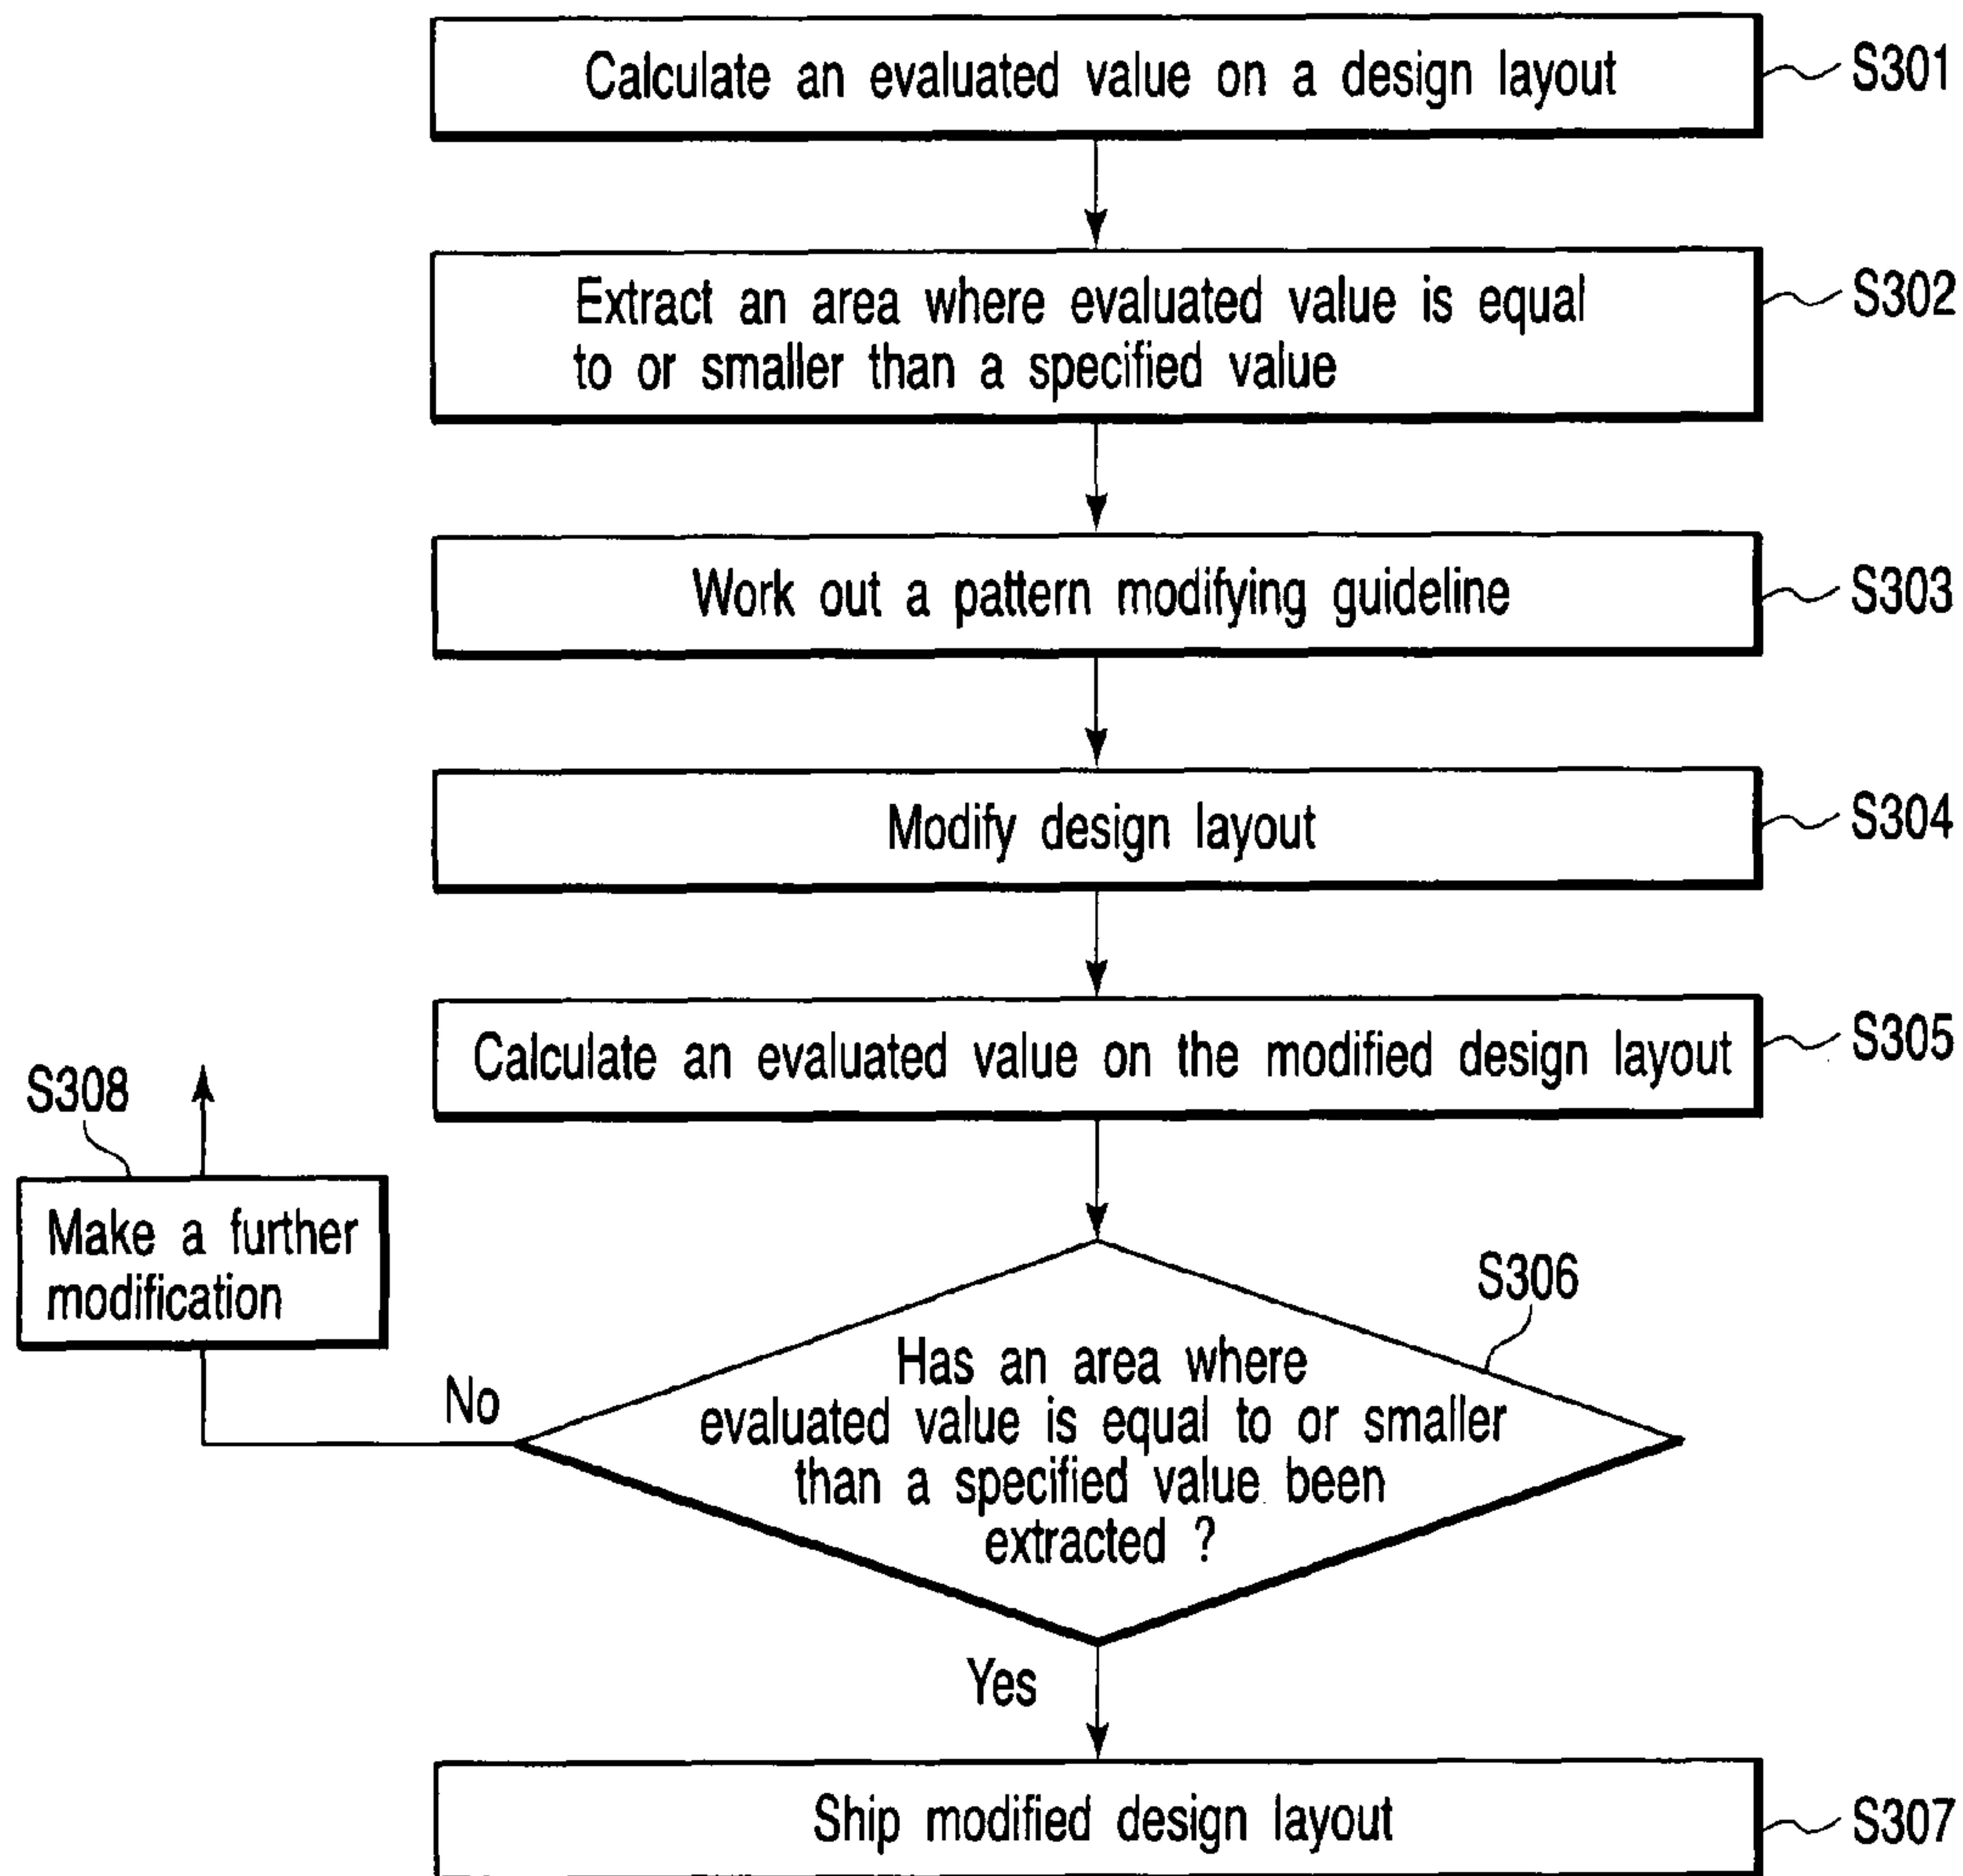 Calculate an evaluated value on a design layout
S301
Extract an area where evaluated value is equal
to or smaller than a specified value
S302
Work out a pattern modifying guideline
S303
Modify design layout
S304
Calculate an evaluated value on the modified design layout
S305
S308
Make a further
modification
No
S306
Has an area where
evaluated value is equal to or smaller
than a specified value been
extracted ?
Yes
Ship modified design layout
S307